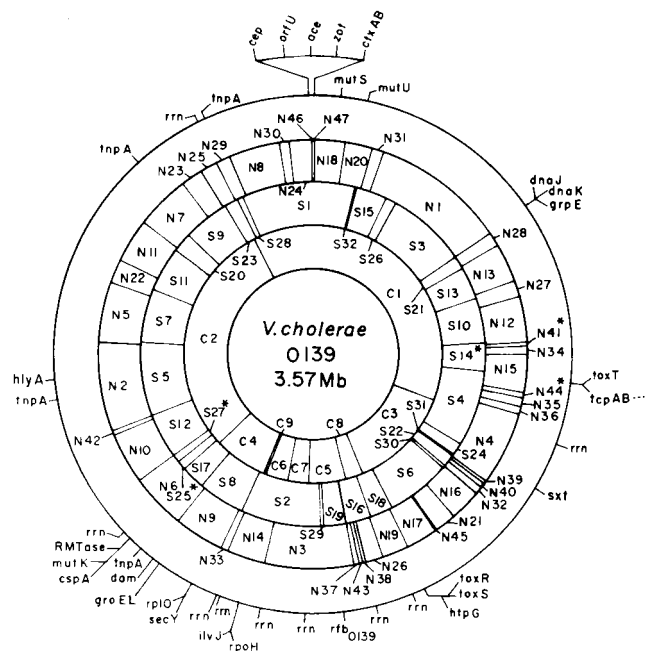 cep
orfU
ace
zot
ctxAB
mutS
mutU
tnpA
rrn
tnpA
dnaJ
dnaK
grpE
hlyA
tnpA
toxT
tcpAB---
rrn
sxt
toxR
toxS
htpG
rrn
rrn
rfb
O139
rrn
rrn
rpoH
ilvJ
rrn
rrn
secY
rplO
groEL
dam
tnpA
cspA
mutK
RMTase
rrn
N46
N47
N31
N30
N29
N25
N23
N8
N24
N18
N20
N1
N28
N13
N27
N12
N41*
N34
N15
N44*
N35
N36
N4
N39
N40
N32
N16
N21
N45
N17
N19
N26
N38
N43
N37
N3
N14
N33
N9
N6
N10
N42
N2
N5
N22
N11
N7
S1
S32
S15
S26
S3
S21
S13
S10
S14*
S4
S31
S22
S30
S24
S6
S18
S16
S19
S29
S2
S8
S25*
S17
S27*
S12
S5
S7
S11
S20
S9
S23
S28
C1
C2
C3
C8
C5
C7
C6
C9
C4
V.cholerae
O139
3.57Mb